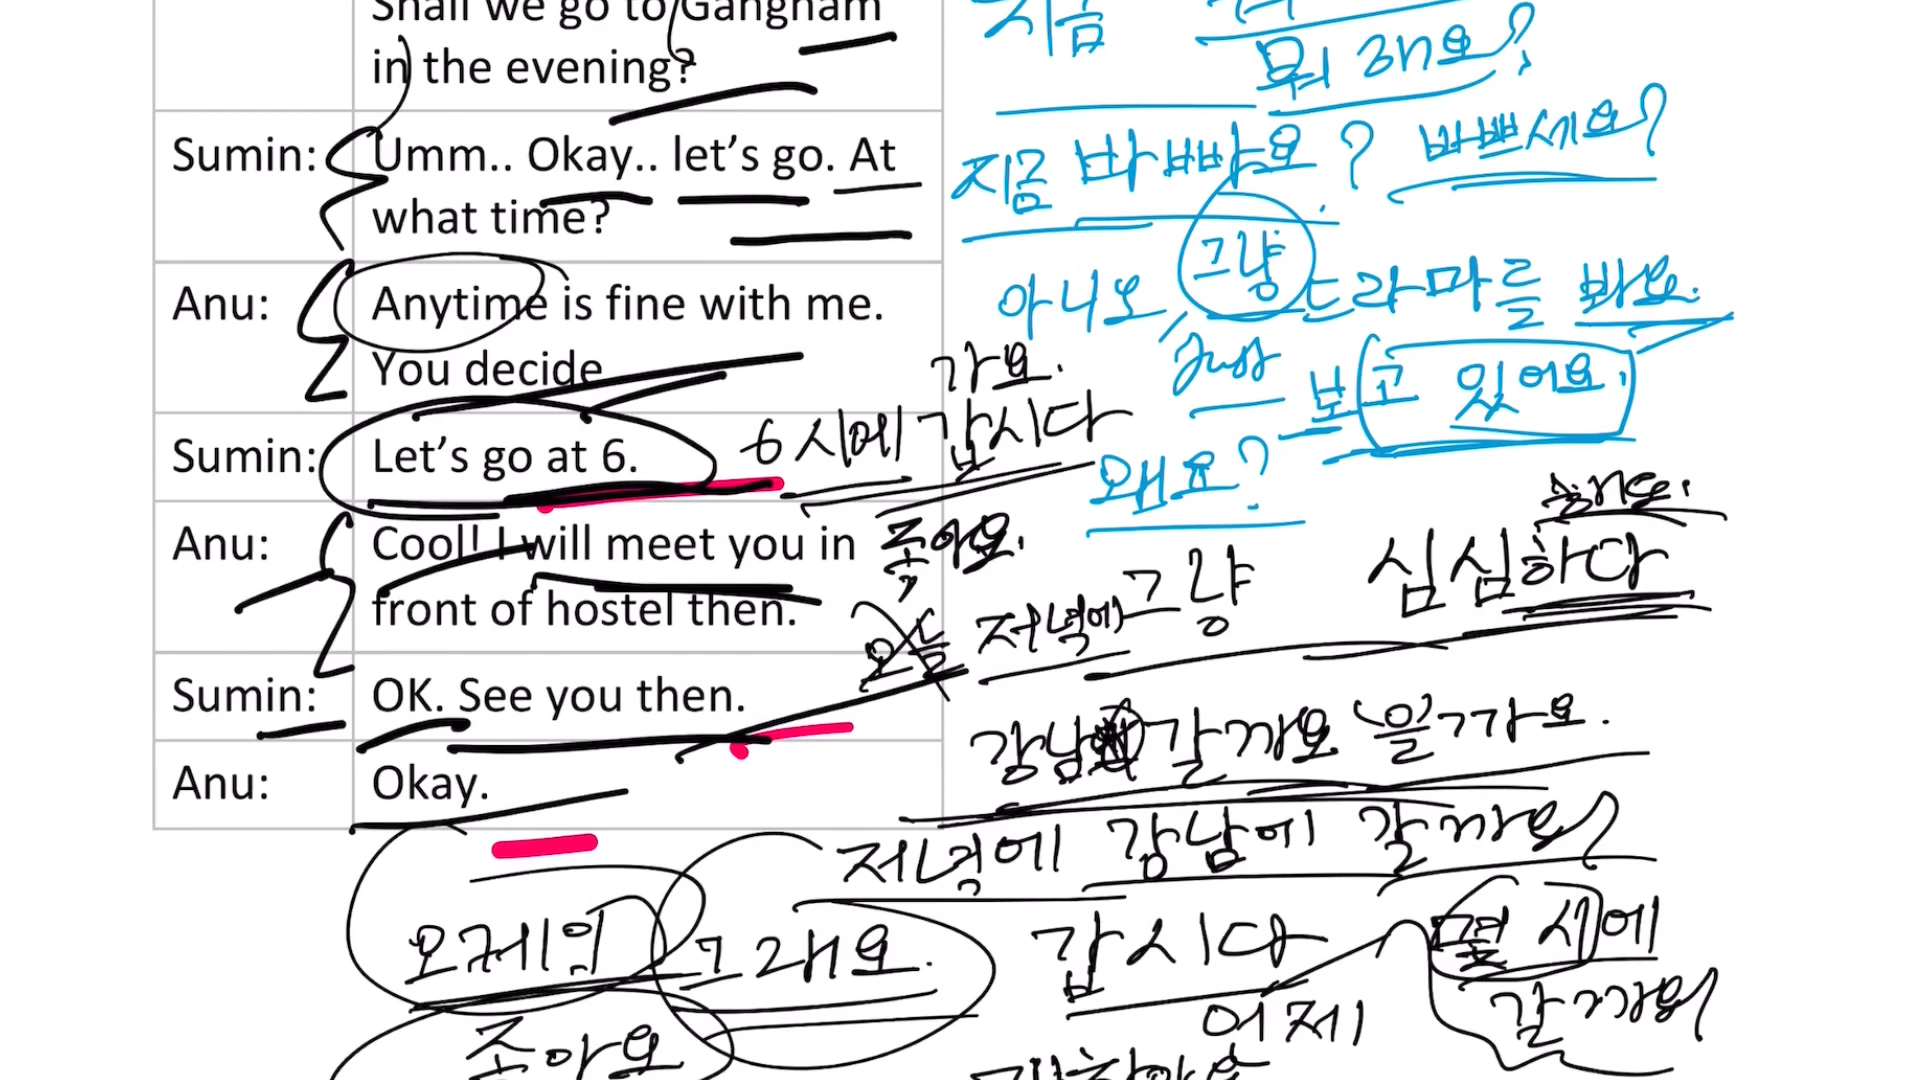 Shall we go to Gangnam
in the evening?
Sumin: Umm.. Okay.. let's go. At
what time?
Anu: Anytime is fine with me.
You decide
Sumin: Let's go at 6.
Anu: Cool! I will meet you in
front of hostel then.
Sumin: OK. See you then.
Anu: Okay.
지금
뭐 해요?
지금 바빠요? 바쁘세요?
아니오 그냥 드라마를 봐요.
Just 보고 있어요.
왜요?
가요.
6시에 갑시다
좋아요.
그냥 심심하다
오늘 저녁에
강남 갈까요 일까요.
저녁에 강남에 갈까요?
오케이 그래요.
갑시다 몇 시에
갈까요?
어제
좋아요